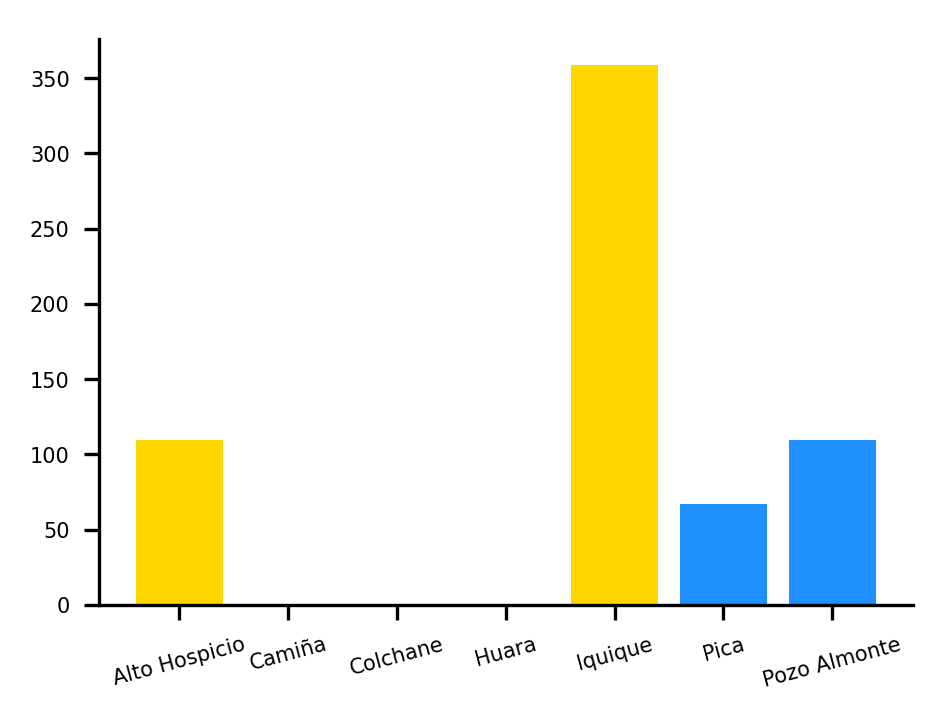 350
300
250
200
150
100
50
0
Alto Hospicio
Camiña
Colchane
Huara
Iquique
Pica
Pozo Almonte